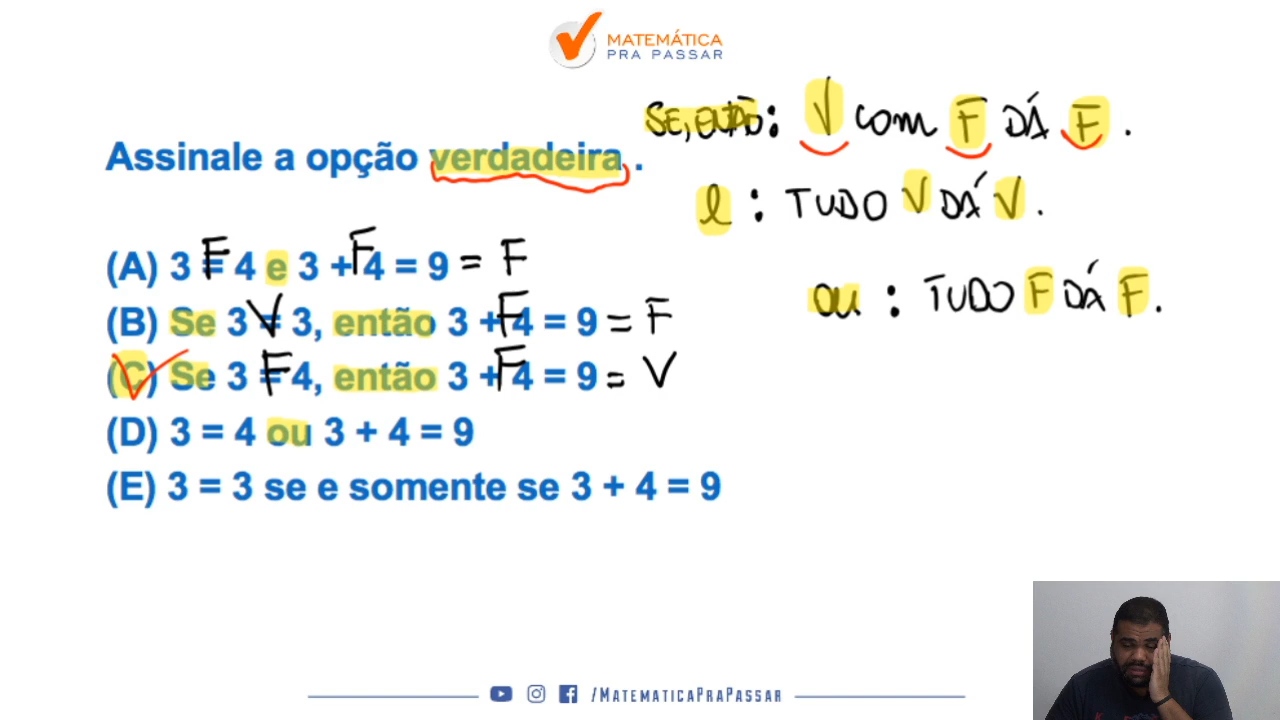 MATEMÁTICA
PRA PASSAR
SE, ENTÃO: V com F DÁ F.
Assinale a opção verdadeira.
e: TUDO V DÁ V.
(A) 3 = 4 e 3 + 4 = 9 = F
F F
ou: TUDO F DÁ F.
(B) Se 3 = 3, então 3 + 4 = 9 = F
V F
(C) Se 3 = 4, então 3 + 4 = 9 = V
F F
(D) 3 = 4 ou 3 + 4 = 9
(E) 3 = 3 se e somente se 3 + 4 = 9
/MATEMATICAPRAPASSAR